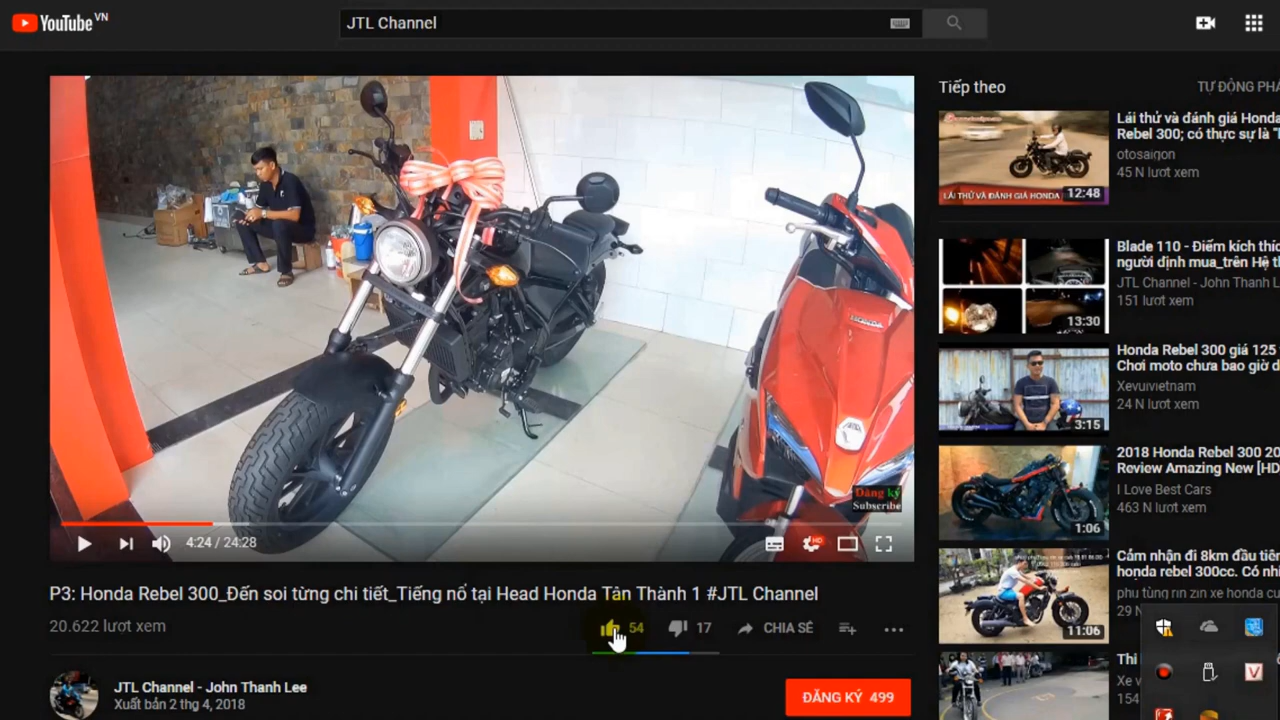 YouTube VN
JTL Channel
HONDA
Đăng ký
Subscribe
4:24 / 24:28
HD
P3: Honda Rebel 300_Đến soi từng chi tiết_Tiếng nổ tại Head Honda Tân Thành 1 #JTL Channel
20.622 lượt xem
54
17
CHIA SẺ
JTL Channel - John Thanh Lee
Xuất bản 2 thg 4, 2018
ĐĂNG KÝ 499
Tiếp theo
TỰ ĐỘNG PHÁ
LÁI THỬ VÀ ĐÁNH GIÁ HONDA
12:48
Lái thử và đánh giá Honda
Rebel 300; có thực sự là
otosaigon
45 N lượt xem
13:30
Blade 110 - Điểm kích thíc
người định mua_trên Hệ th
JTL Channel - John Thanh L
151 lượt xem
3:15
Honda Rebel 300 giá 125
Chơi moto chưa bao giờ d
Xevuivietnam
24 N lượt xem
1:06
2018 Honda Rebel 300 20
Review Amazing New [HD
I Love Best Cars
463 N lượt xem
11:06
Cảm nhận đi 8km đầu tiên
honda rebel 300cc. Có nhi
phu tùng rin zin xe honda cu
29 N
Thi
Xe v
154